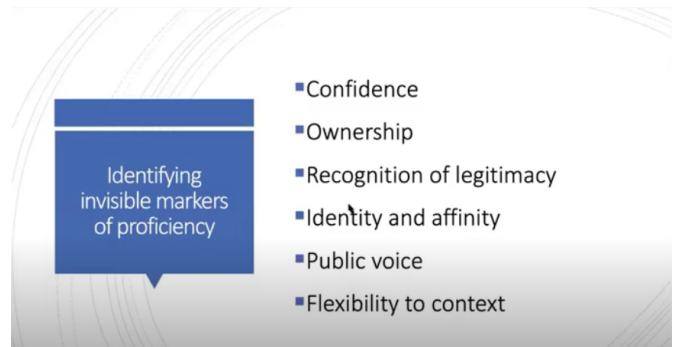 Identifying
invisible markers
of proficiency
Confidence
Ownership
Recognition of legitimacy
Identity and affinity
Public voice
Flexibility to context